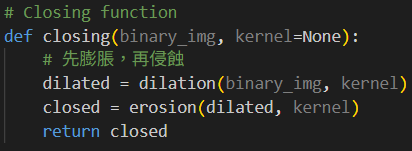 # Closing function
def closing(binary_img, kernel=None):
    # 先膨脹，再侵蝕
    dilated = dilation(binary_img, kernel)
    closed = erosion(dilated, kernel)
    return closed